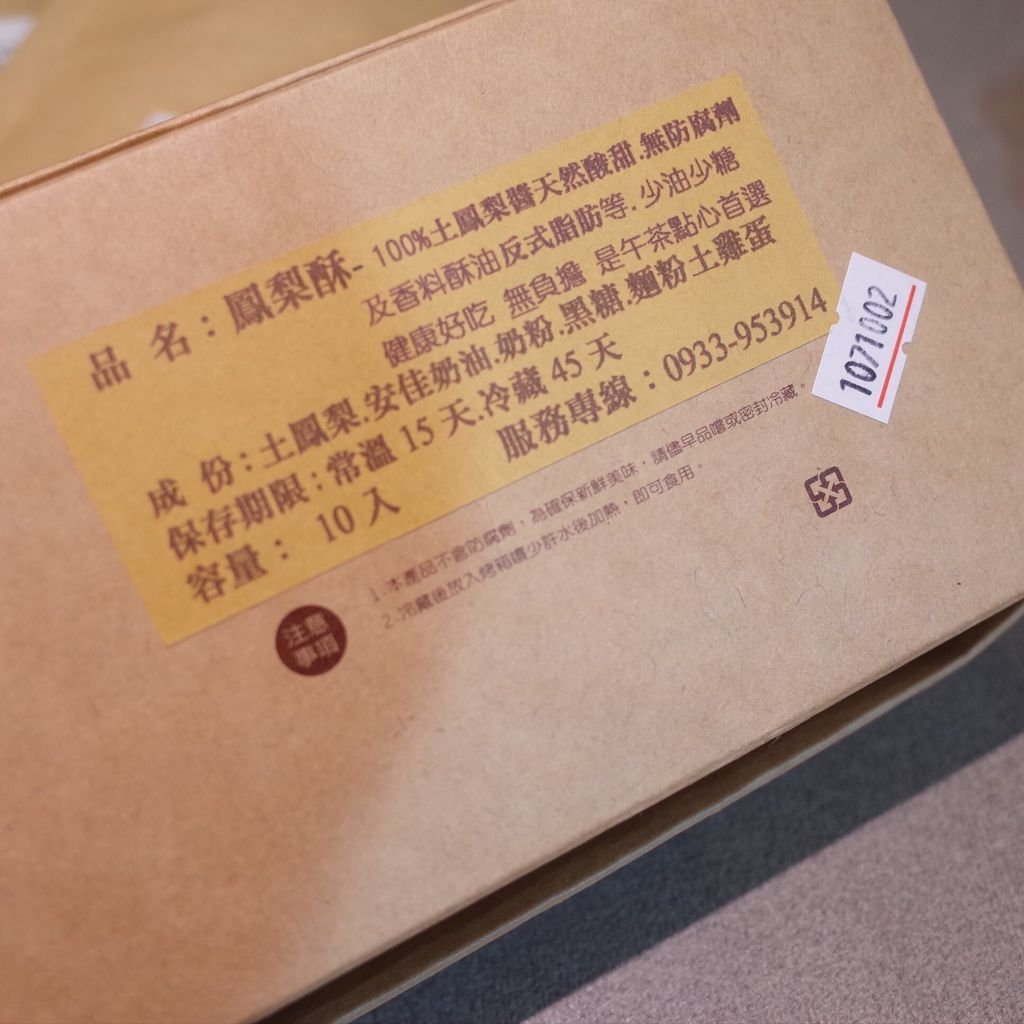 品 名：鳳梨酥- 100%土鳳梨醬天然酸甜.無防腐劑
及香料酥油反式脂肪等.少油少糖
健康好吃 無負擔 是午茶點心首選
成 份：土鳳梨.安佳奶油.奶粉.黑糖.麵粉土雞蛋
保存期限：常溫 15 天.冷藏 45 天
服務專線：0933-953914
容量： 10 入
1071002
注意
事項
1.本產品不含防腐劑，為確保新鮮美味，請儘早品嚐或密封冷藏。
2.冷藏後放入烤箱噴少許水後加熱，即可食用。